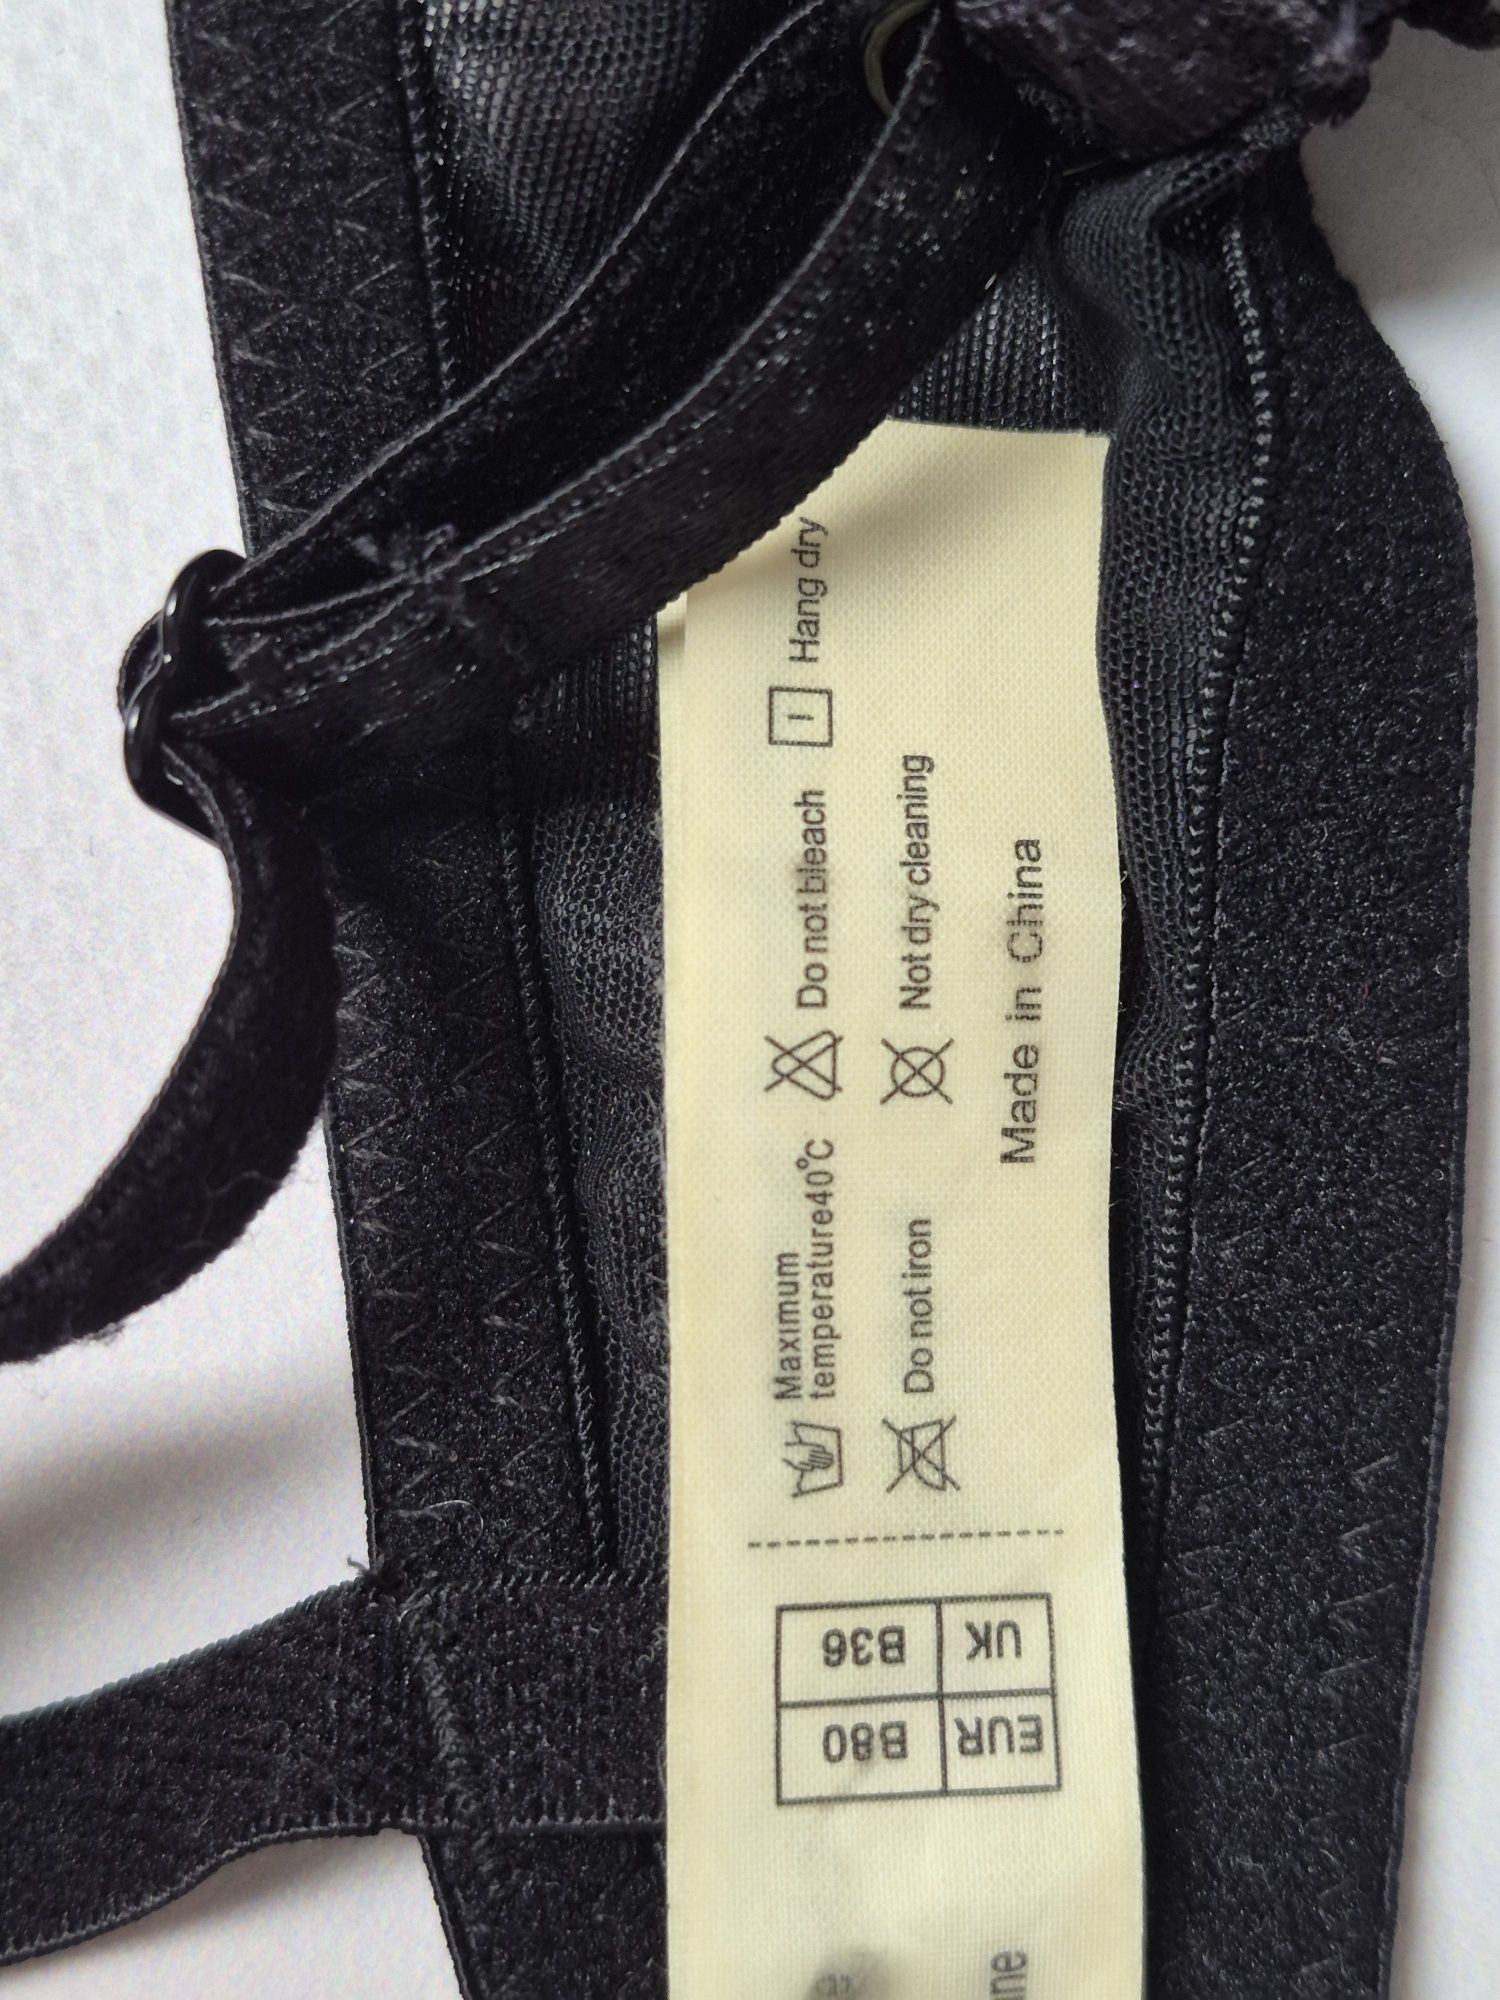 Maximum
temperature40°C
Do not bleach
Hang dry
Do not iron
Not dry cleaning
Made in China
UK EUR
B36 B80